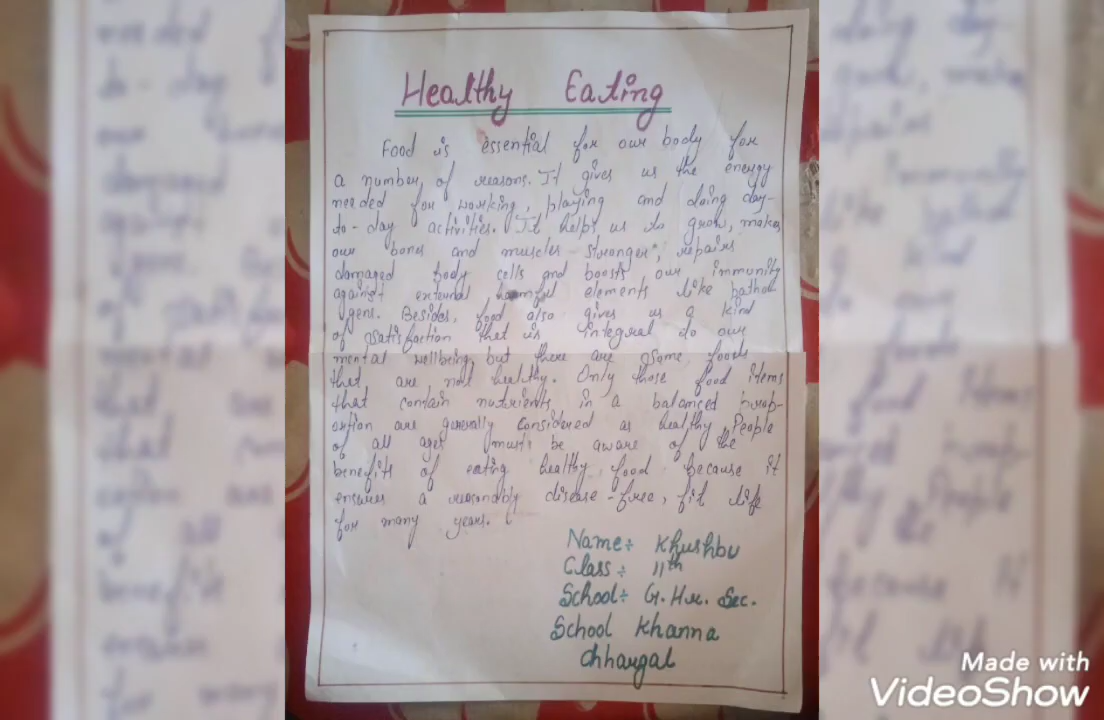 Healthy Eating
Food is essential for our body for
a number of reasons. It gives us the energy
needed for working, playing and doing day-
to-day activities. It helps us to grow, makes
our bones and muscles stronger, repairs
damaged body cells and boosts our immunity
against external harmful elements like patho
gens. Besides, food also gives us a kind
of satisfaction that is integral do our
mental wellbeing, but there are some foods
that are not healthy. Only those food items
that contain nutrients in a balanced prop-
ortion are generally considered as healthy. People
of all ages must be aware of the
benefits of eating healthy food because it
ensures a reasonably disease-free, fit life
for many years.
Name:- Khushbu
Class :- 11th
School:- G. Hr. Sec.
School Khanna
Chhargal
Made with
VideoShow